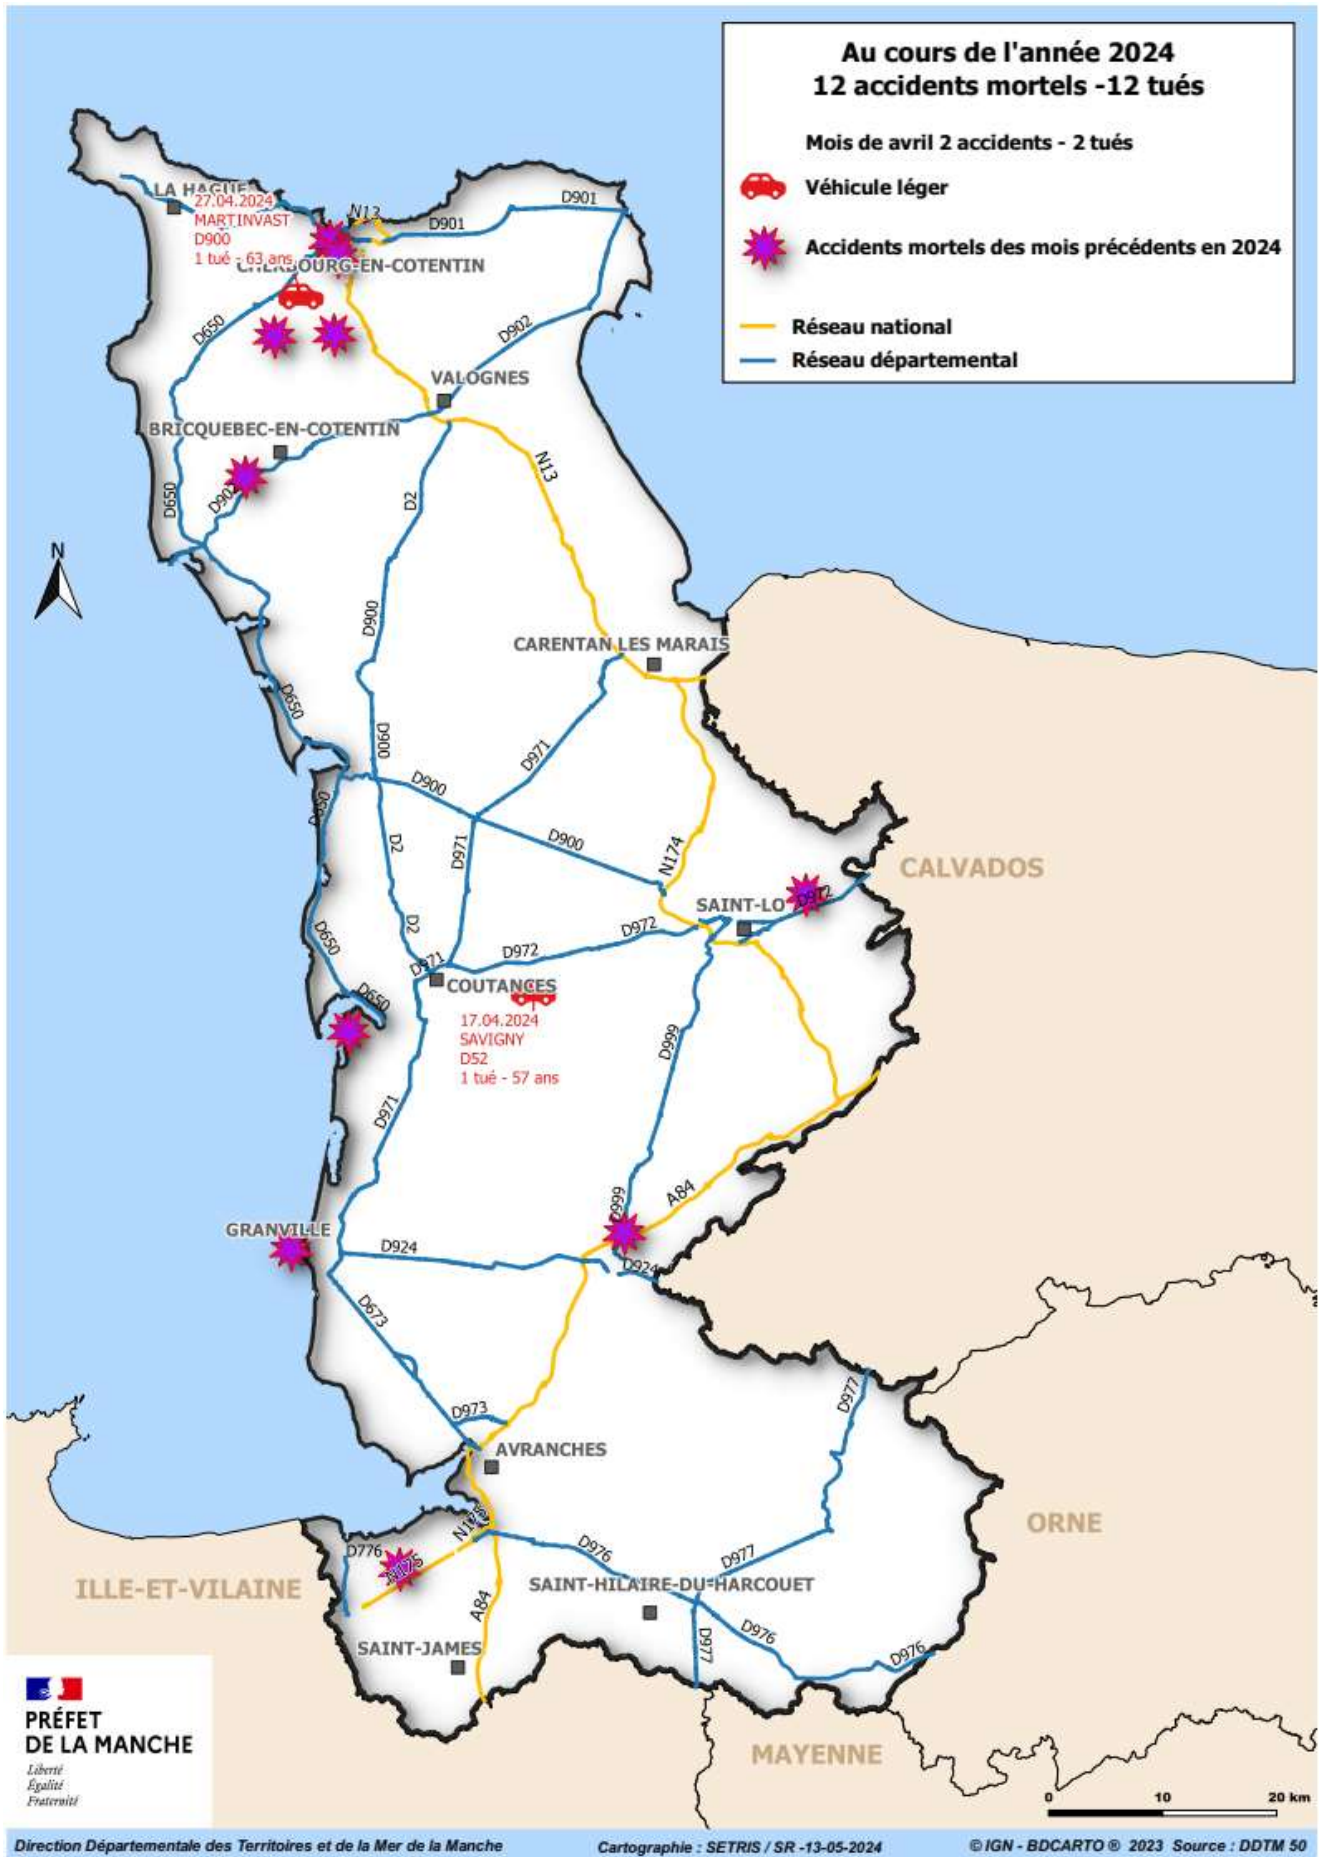 Au cours de l'année 2024
12 accidents mortels -12 tués
Mois de avril 2 accidents - 2 tués
Véhicule léger
Accidents mortels des mois précédents en 2024
Réseau national
Réseau départemental
LA HAGUE
27.04.2024
MARTINVAST
D900
1 tué - 63 ans
CHERBOURG-EN-COTENTIN
N13
D901
D901
D650
D902
VALOGNES
BRICQUEBEC-EN-COTENTIN
D650
D902
D2
N13
N
D900
CARENTAN LES MARAIS
D650
D900
D971
D900
D650
D2
D971
D900
N174
CALVADOS
SAINT-LO
D972
D2
D972
D650
D971
D972
COUTANCES
D650
17.04.2024
SAVIGNY
D52
1 tué - 57 ans
D999
D971
D999
A84
GRANVILLE
D924
D924
D673
D977
D973
AVRANCHES
N175
D776
N175
D976
D977
ORNE
ILLE-ET-VILAINE
SAINT-HILAIRE-DU-HARCOUET
A84
D976
D977
D976
SAINT-JAMES
MAYENNE
PRÉFET
DE LA MANCHE
Liberté
Égalité
Fraternité
0 10 20 km
Direction Départementale des Territoires et de la Mer de la Manche Cartographie : SETRIS / SR -13-05-2024 © IGN - BDCARTO ® 2023 Source : DDTM 50